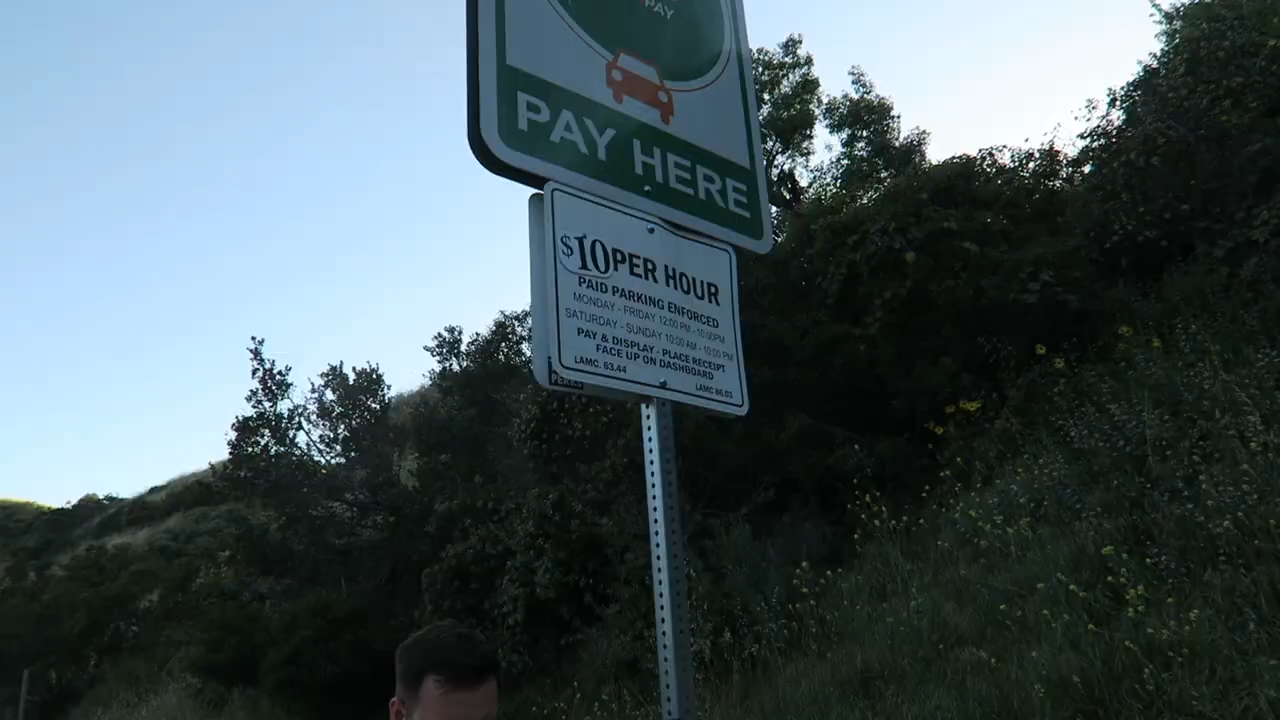 PAY
PAY HERE
$10 PER HOUR
PAID PARKING ENFORCED
MONDAY - FRIDAY 12:00 PM - 10:00PM
SATURDAY - SUNDAY 10:00 AM - 10:00 PM
PAY & DISPLAY - PLACE RECEIPT
FACE UP ON DASHBOARD
LAMC. 63.44
LAMC 86.03